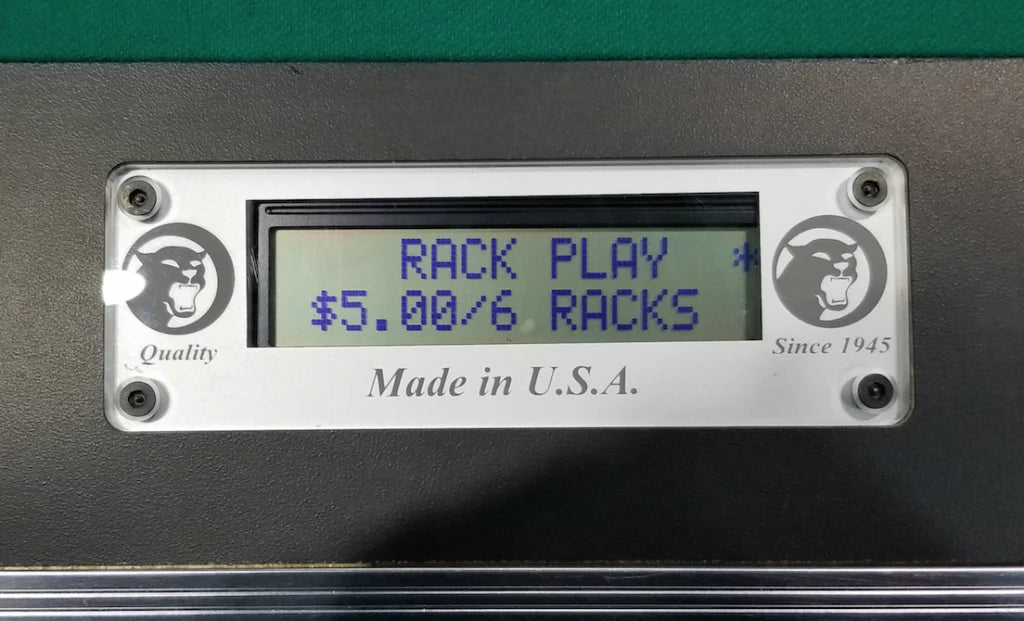 RACK PLAY *
$5.00/6 RACKS
Quality
Since 1945
Made in U.S.A.